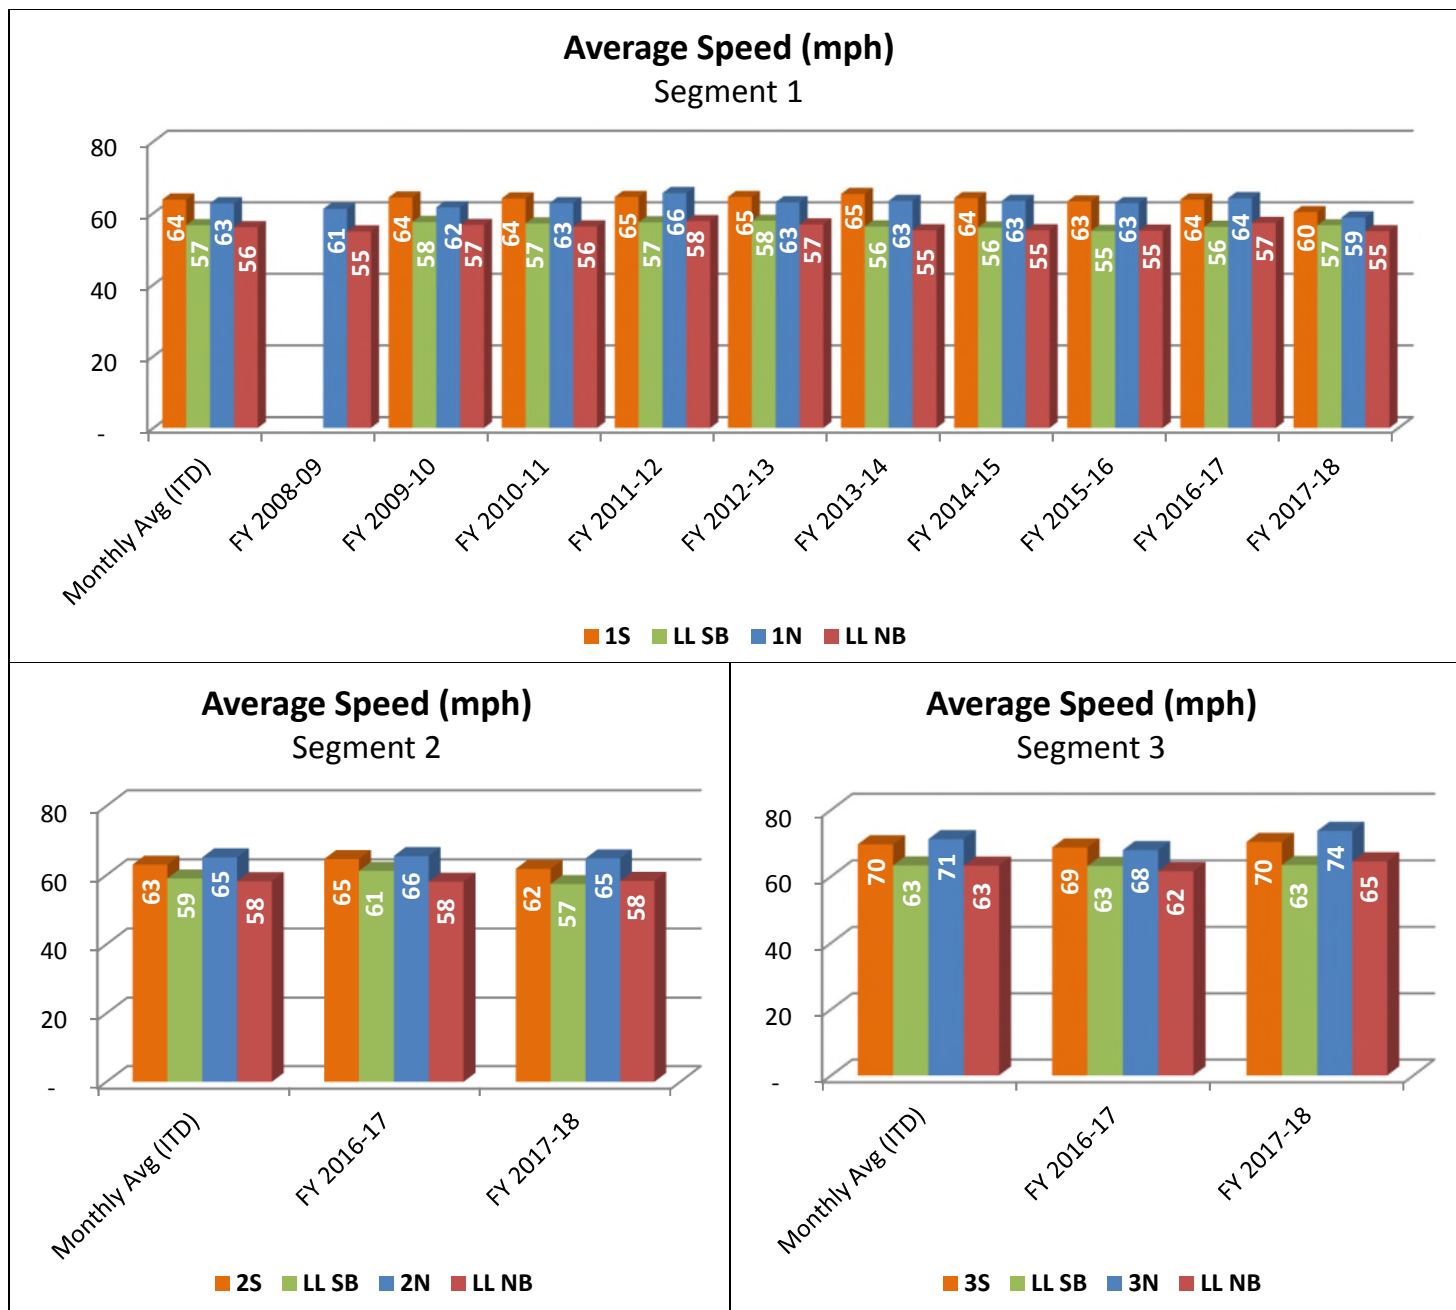 Average Speed (mph)
Segment 1
80
60
40
20
-
64 57 63 56
61 55
64 58 62 57
64 57 63 56
65 57 66 58
65 58 63 57
65 56 63 55
64 56 63 55
63 55 63 55
64 56 64 57
60 57 59 55
Monthly Avg (ITD)
FY 2008-09
FY 2009-10
FY 2010-11
FY 2011-12
FY 2012-13
FY 2013-14
FY 2014-15
FY 2015-16
FY 2016-17
FY 2017-18
1S LL SB 1N LL NB
Average Speed (mph)
Segment 2
80
60
40
20
-
63 59 65 58
65 61 66 58
62 57 65 58
Monthly Avg (ITD)
FY 2016-17
FY 2017-18
2S LL SB 2N LL NB
Average Speed (mph)
Segment 3
80
60
40
20
-
70 63 71 63
69 63 68 62
70 63 74 65
Monthly Avg (ITD)
FY 2016-17
FY 2017-18
3S LL SB 3N LL NB